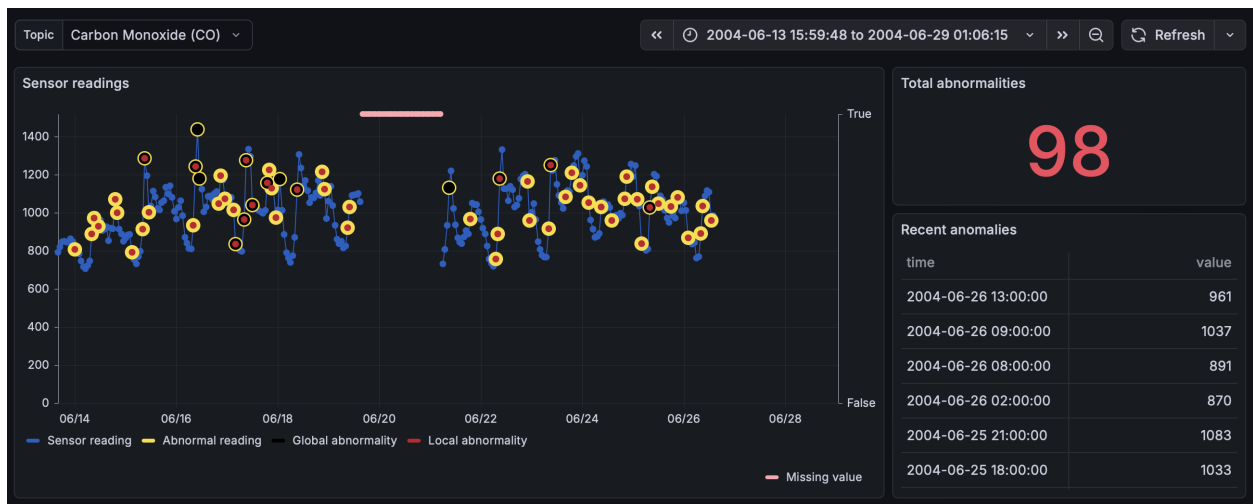 Topic Carbon Monoxide (CO) 2004-06-13 15:59:48 to 2004-06-29 01:06:15 Refresh
Sensor readings
1400
1200
1000
800
600
400
200
0
True
False
06/14 06/16 06/18 06/20 06/22 06/24 06/26 06/28
Sensor reading Abnormal reading Global abnormality Local abnormality
Missing value
Total abnormalities
98
Recent anomalies
time value
2004-06-26 13:00:00 961
2004-06-26 09:00:00 1037
2004-06-26 08:00:00 891
2004-06-26 02:00:00 870
2004-06-25 21:00:00 1083
2004-06-25 18:00:00 1033